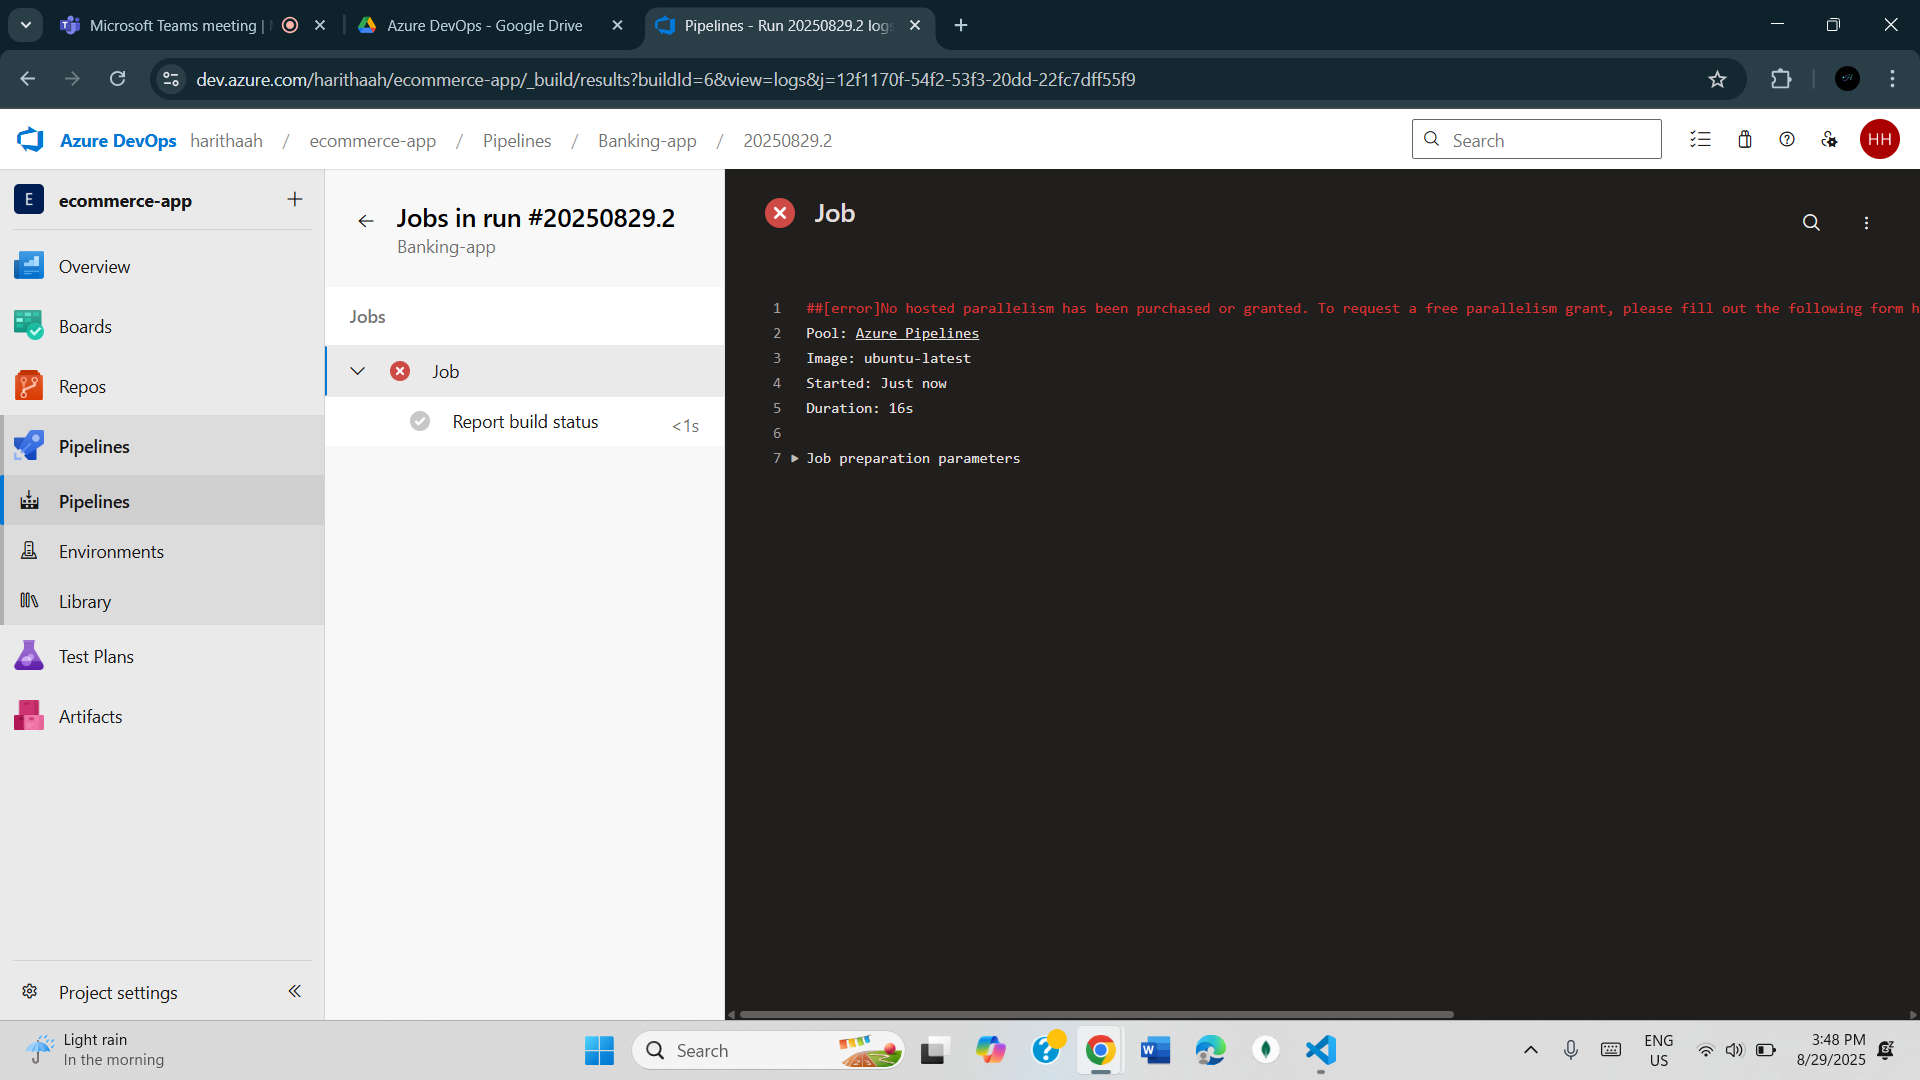 Microsoft Teams meeting |
Azure DevOps - Google Drive
Pipelines - Run 20250829.2 logs
dev.azure.com/harithaah/ecommerce-app/_build/results?buildId=6&view=logs&j=12f1170f-54f2-53f3-20dd-22fc7dff55f9
Azure DevOps harithaah / ecommerce-app / Pipelines / Banking-app / 20250829.2
Search
HH
E ecommerce-app
Overview
Boards
Repos
Pipelines
Pipelines
Environments
Library
Test Plans
Artifacts
Project settings
Jobs in run #20250829.2
Banking-app
Jobs
Job
Report build status <1s
Job
1 ##[error]No hosted parallelism has been purchased or granted. To request a free parallelism grant, please fill out the following form h
2 Pool: Azure Pipelines
3 Image: ubuntu-latest
4 Started: Just now
5 Duration: 16s
6
7 Job preparation parameters
Light rain
In the morning
Search
ENG
US
3:48 PM
8/29/2025